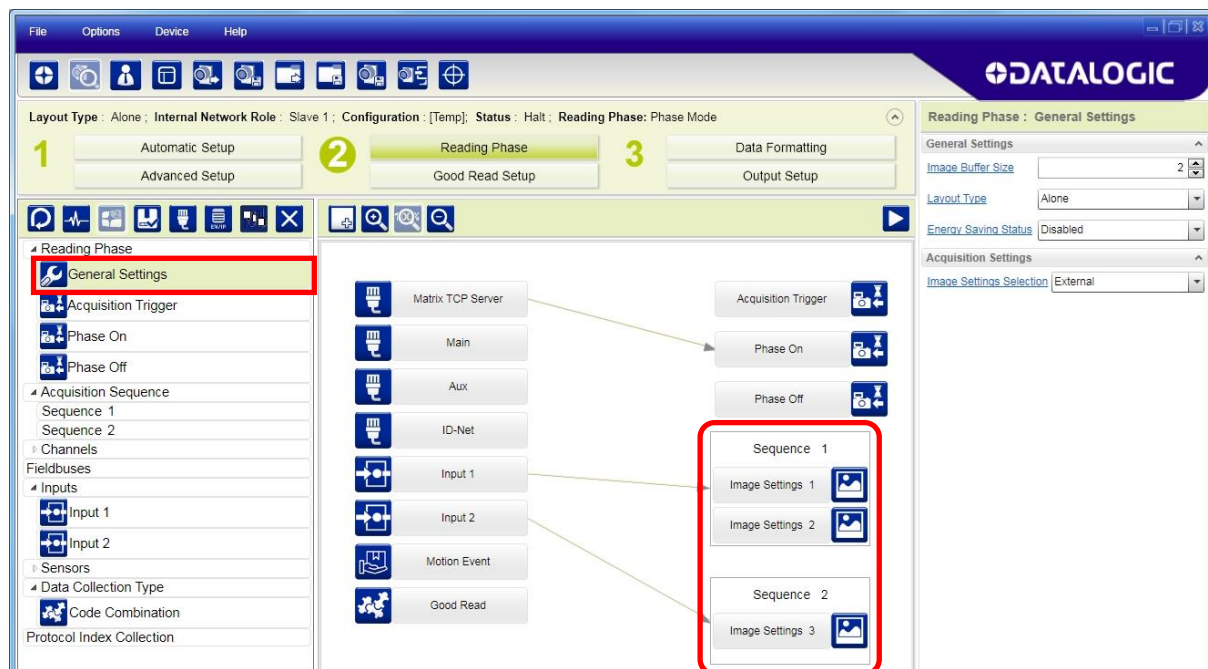 File Options Device Help
DATALOGIC
Layout Type : Alone ; Internal Network Role : Slave 1 ; Configuration : [Temp]; Status : Halt ; Reading Phase: Phase Mode
1
Automatic Setup
Advanced Setup
2
Reading Phase
Good Read Setup
3
Data Formatting
Output Setup
Reading Phase
General Settings
Acquisition Trigger
Phase On
Phase Off
Acquisition Sequence
Sequence 1
Sequence 2
Channels
Fieldbuses
Inputs
Input 1
Input 2
Sensors
Data Collection Type
Code Combination
Protocol Index Collection
Matrix TCP Server
Main
Aux
ID-Net
Input 1
Input 2
Motion Event
Good Read
Acquisition Trigger
Phase On
Phase Off
Sequence 1
Image Settings 1
Image Settings 2
Sequence 2
Image Settings 3
Reading Phase : General Settings
General Settings
Image Buffer Size 2
Layout Type Alone
Energy Saving Status Disabled
Acquisition Settings
Image Settings Selection External